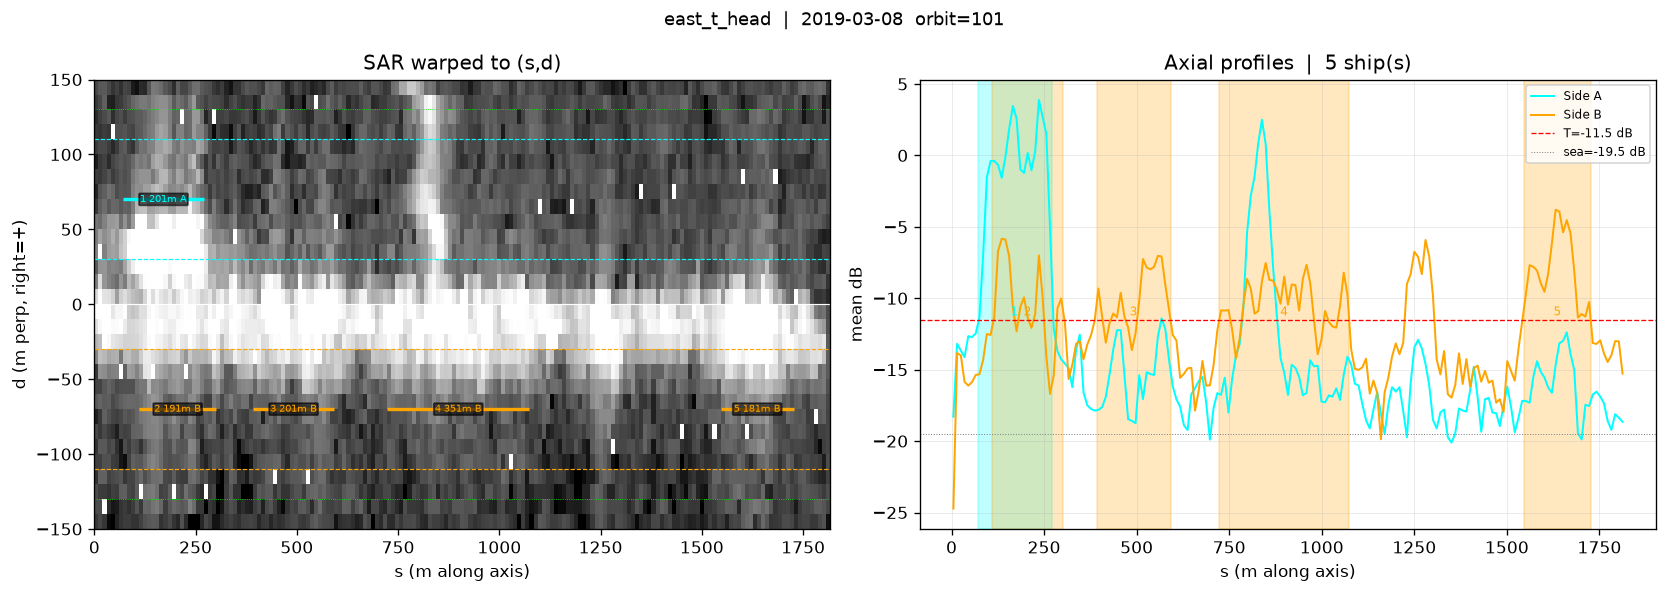 east_t_head | 2019-03-08 orbit=101
SAR warped to (s,d)
150
100
50
0
−50
−100
−150
d (m perp, right=+)
1 201m A
2 191m B
3 201m B
4 351m B
5 181m B
0
250
500
750
1000
1250
1500
1750
s (m along axis)
Axial profiles | 5 ship(s)
5
0
−5
−10
−15
−20
−25
mean dB
Side A
Side B
T=-11.5 dB
sea=-19.5 dB
1
2
3
4
5
0
250
500
750
1000
1250
1500
1750
s (m along axis)